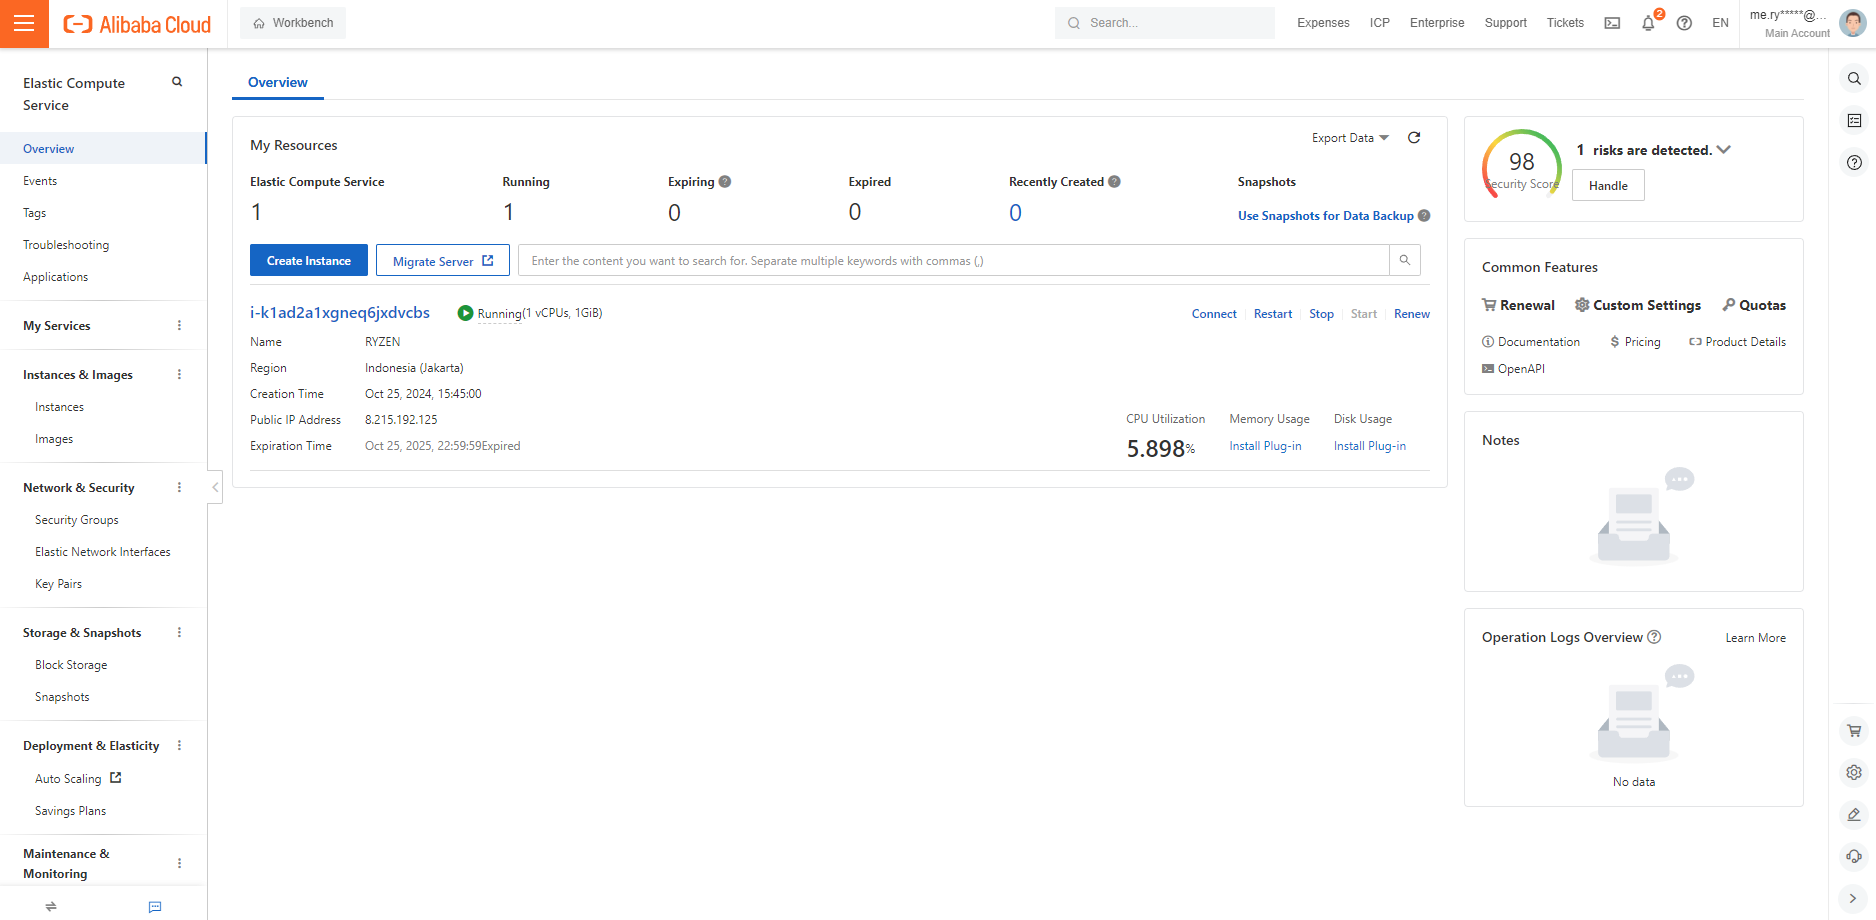 Alibaba Cloud
Workbench
Search...
Expenses
ICP
Enterprise
Support
Tickets
2
EN
me.ry*****@...
Main Account
Elastic Compute
Service
Overview
Events
Tags
Troubleshooting
Applications
My Services
Instances & Images
Instances
Images
Network & Security
Security Groups
Elastic Network Interfaces
Key Pairs
Storage & Snapshots
Block Storage
Snapshots
Deployment & Elasticity
Auto Scaling
Savings Plans
Maintenance &
Monitoring
Overview
My Resources
Export Data
Elastic Compute Service
1
Running
1
Expiring
0
Expired
0
Recently Created
0
Snapshots
Use Snapshots for Data Backup
Create Instance
Migrate Server
Enter the content you want to search for. Separate multiple keywords with commas (,)
i-k1ad2a1xgneq6jxdvcbs
Running(1 vCPUs, 1GiB)
Connect
Restart
Stop
Start
Renew
Name RYZEN
Region Indonesia (Jakarta)
Creation Time Oct 25, 2024, 15:45:00
Public IP Address 8.215.192.125
Expiration Time Oct 25, 2025, 22:59:59Expired
CPU Utilization
5.898%
Memory Usage
Install Plug-in
Disk Usage
Install Plug-in
98
Security Score
1 risks are detected.
Handle
Common Features
Renewal
Custom Settings
Quotas
Documentation
Pricing
Product Details
OpenAPI
Notes
Operation Logs Overview
Learn More
No data